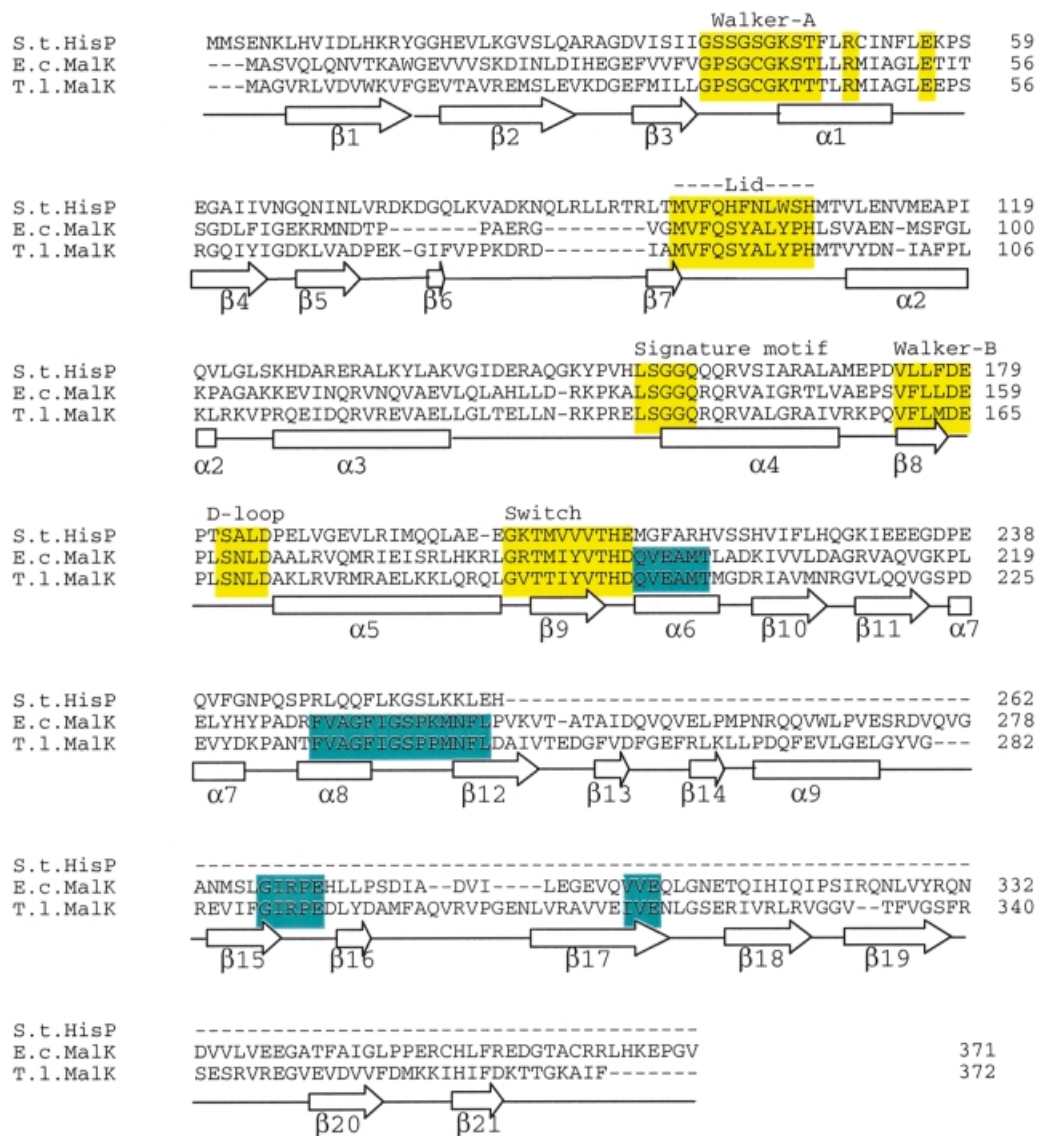 Walker-A
S.t.HisP MMSENKLHVIDLHKRYGGHEVLKGVSLQARAGDVISIIGSSGSGKSTFLRCINFLEKPS 59
E.c.MalK ---MASVQLQNVTKAWGEVVVSKDINLDIHEGEFVVFVGPSGCGKSTLLRMIAGLETIT 56
T.l.MalK ---MAGVRLVDVWKVFGEVTAVREMSLEVKDGEFMILLGPSGCGKTTTLRMIAGLEEPS 56
β1 β2 β3 α1
----Lid----
S.t.HisP EGAIIVNGQNINLVRDKDGQLKVADKNQLRLLRTRLTMVFQHFNLWSHMTVLENVMEAPI 119
E.c.MalK SGDLFIGEKRMNDTP-------PAERG---------VGMVFQSYALYPHLSVAEN-MSFGL 100
T.l.MalK RGQIYIGDKLVADPEK-GIFVPPKDRD---------IAMVFQSYALYPHMTVYDN-IAFPL 106
β4 β5 β6 β7 α2
Signature motif Walker-B
S.t.HisP QVLGLSKHDARERALKYLAKVGIDERAQGKYPVHLSGGQQQRVSIARALAMEPDVLLFDE 179
E.c.MalK KPAGAKKEVINQRVNQVAEVLQLAHLLD-RKPKALSGGQRQRVAIGRTLVAEPSVFLLDE 159
T.l.MalK KLRKVPRQEIDQRVREVAELLGLTELLN-RKPRELSGGQRQRVALGRAIVRKPQVFLMDE 165
α2 α3 α4 β8
D-loop Switch
S.t.HisP PTSALDPELVGEVLRIMQQLAE-EGKTMVVVTHEMGFARHVSSHVIFLHQGKIEEEGDPE 238
E.c.MalK PLSNLDAALRVQMRIEISRLHKRLGRTMIYVTHDQVEAMTLADKIVVLDAGRVAQVGKPL 219
T.l.MalK PLSNLDAKLRVRMRAELKKLQRQLGVTTIYVTHDQVEAMTMGDRIAVMNRGVLQQVGSPD 225
α5 β9 α6 β10 β11 α7
S.t.HisP QVFGNPQSPRLQQFLKGSLKKLEH------------------------------------ 262
E.c.MalK ELYHYPADRFVAGFIGSPKMNFLPVKVT-ATAIDQVQVELPMPNRQQVWLPVESRDVQVG 278
T.l.MalK EVYDKPANTFVAGFIGSPPMNFLDAIVTEDGFVDFGEFRLKLLPDQFEVLGELGYVG--- 282
α7 α8 β12 β13 β14 α9
S.t.HisP ------------------------------------------------------------
E.c.MalK ANMSLGIRPEHLLPSDIA--DVI----LEGEVQVVEQLGNETQIHIQIPSIRQNLVYRQN 332
T.l.MalK REVIFGIRPEDLYDAMFAQVRVPGENLVRAVVEIVENLGSERIVRLRVGGV--TFVGSFR 340
β15 β16 β17 β18 β19
S.t.HisP ---------------------------------------
E.c.MalK DVVLVEEGATFAIGLPPERCHLFREDGTACRRLHKEPGV 371
T.l.MalK SESRVREGVEVDVVFDMKKIHIFDKTTGKAIF------- 372
β20 β21